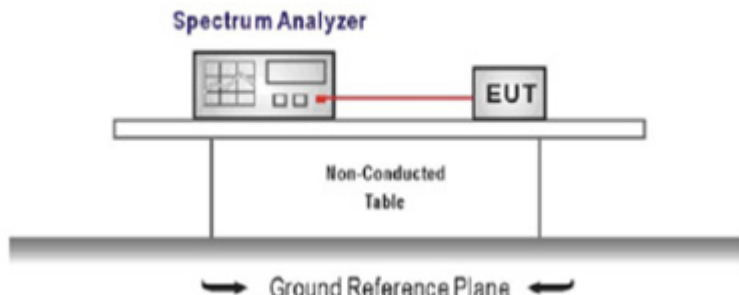 Spectrum Analyzer
EUT
Non-Conducted
Table
Ground Reference Plane